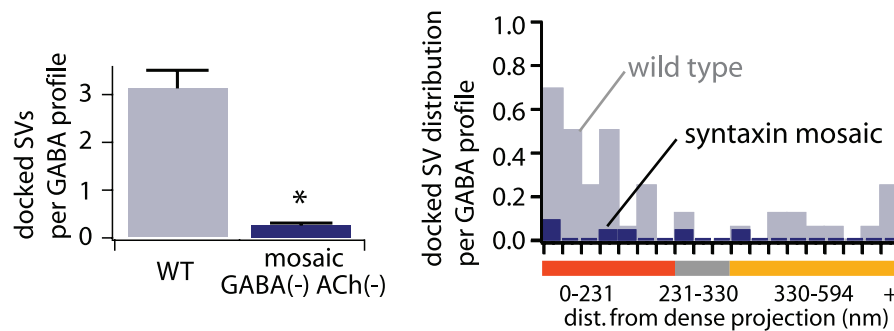 docked SVs
per GABA profile
3
2
1
0
*
WT
mosaic
GABA(-) ACh(-)
docked SV distribution
per GABA profile
1.0
0.8
0.6
0.4
0.2
0.0
wild type
syntaxin mosaic
0-231 231-330 330-594 +
dist. from dense projection (nm)